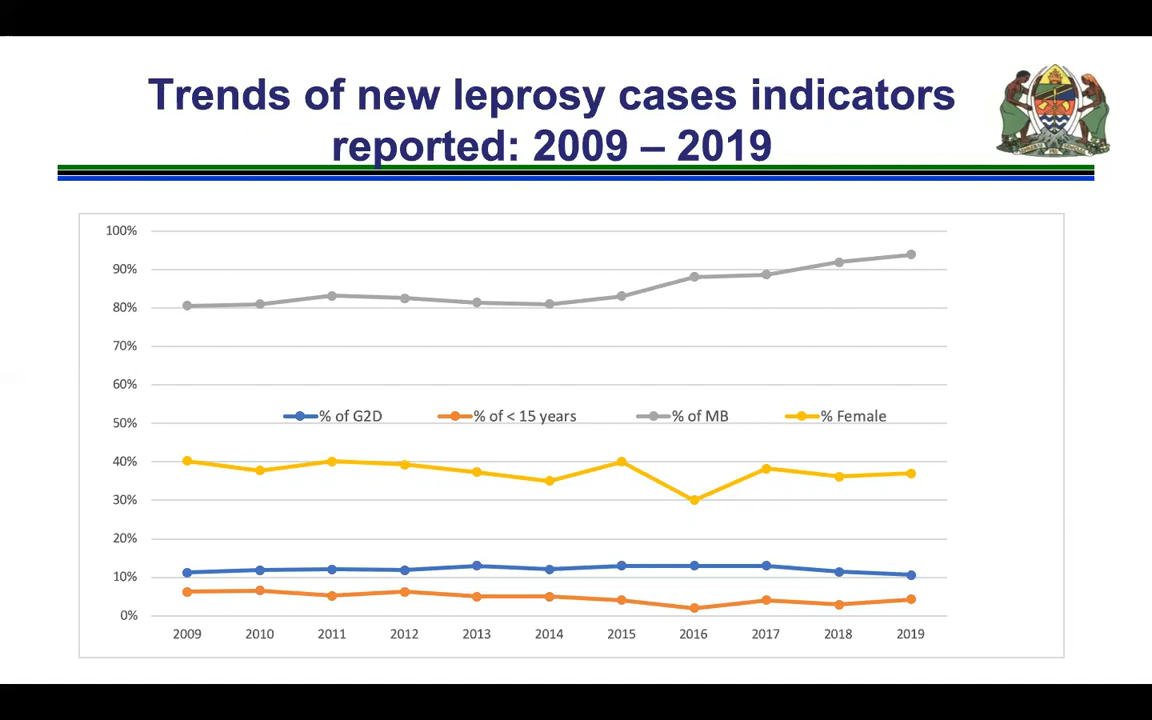 Trends of new leprosy cases indicators
reported: 2009 – 2019
100%
90%
80%
70%
60%
50%
40%
30%
20%
10%
0%
% of G2D
% of < 15 years
% of MB
% Female
2009 2010 2011 2012 2013 2014 2015 2016 2017 2018 2019